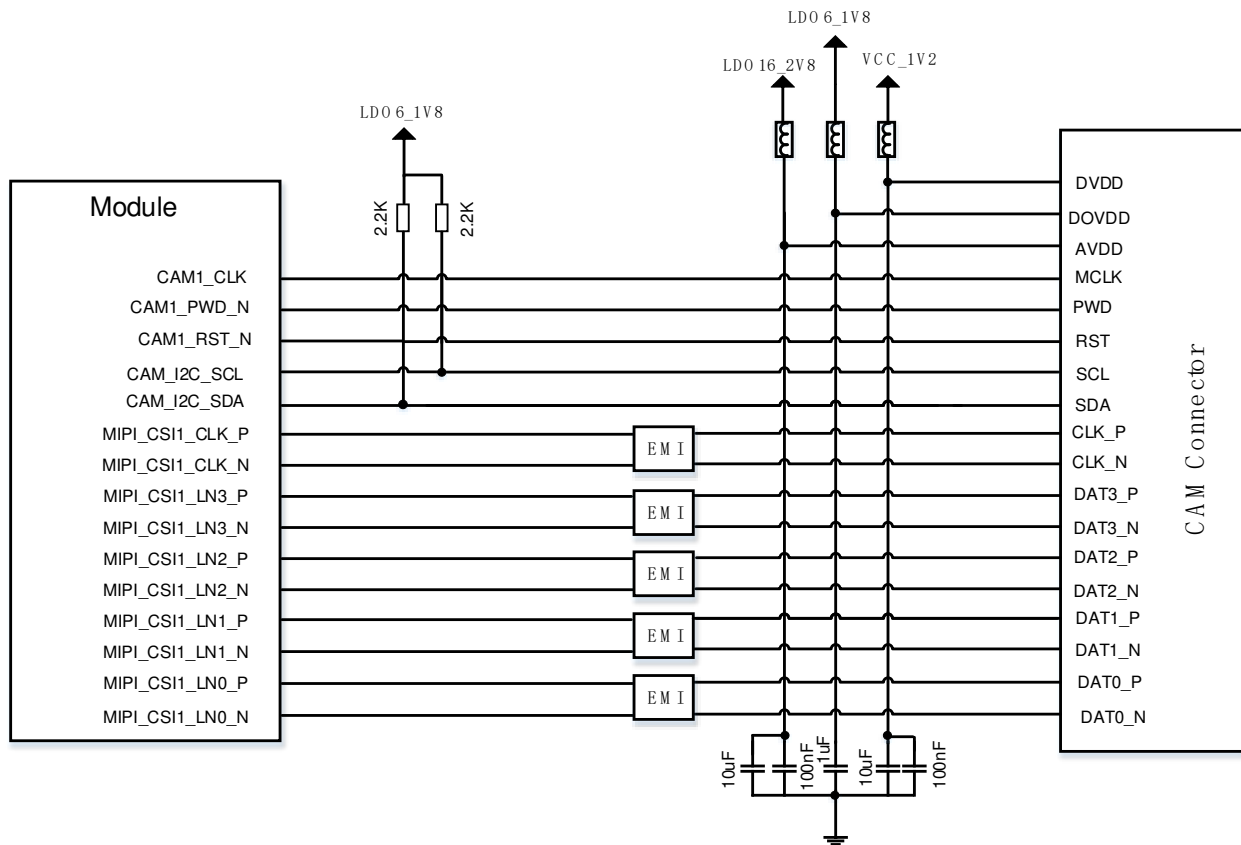 LDO6_1V8
LDO16_2V8
VCC_1V2
LDO6_1V8
Module
2.2K
2.2K
CAM1_CLK
CAM1_PWD_N
CAM1_RST_N
CAM_I2C_SCL
CAM_I2C_SDA
MIPI_CSI1_CLK_P
MIPI_CSI1_CLK_N
MIPI_CSI1_LN3_P
MIPI_CSI1_LN3_N
MIPI_CSI1_LN2_P
MIPI_CSI1_LN2_N
MIPI_CSI1_LN1_P
MIPI_CSI1_LN1_N
MIPI_CSI1_LN0_P
MIPI_CSI1_LN0_N
EMI
EMI
EMI
EMI
EMI
DVDD
DOVDD
AVDD
MCLK
PWD
RST
SCL
SDA
CLK_P
CLK_N
DAT3_P
DAT3_N
DAT2_P
DAT2_N
DAT1_P
DAT1_N
DAT0_P
DAT0_N
CAM Connector
10uF
100nF
1uF
10uF
100nF